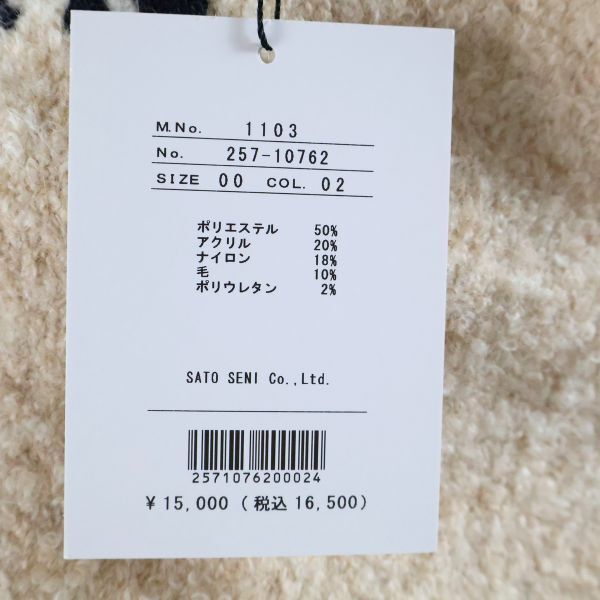 M.No. 1103
No. 257-10762
SIZE 00 COL. 02
ポリエステル 50%
アクリル 20%
ナイロン 18%
毛 10%
ポリウレタン 2%
SATO SENI Co.,Ltd.
2571076200024
¥15,000 (税込16,500)